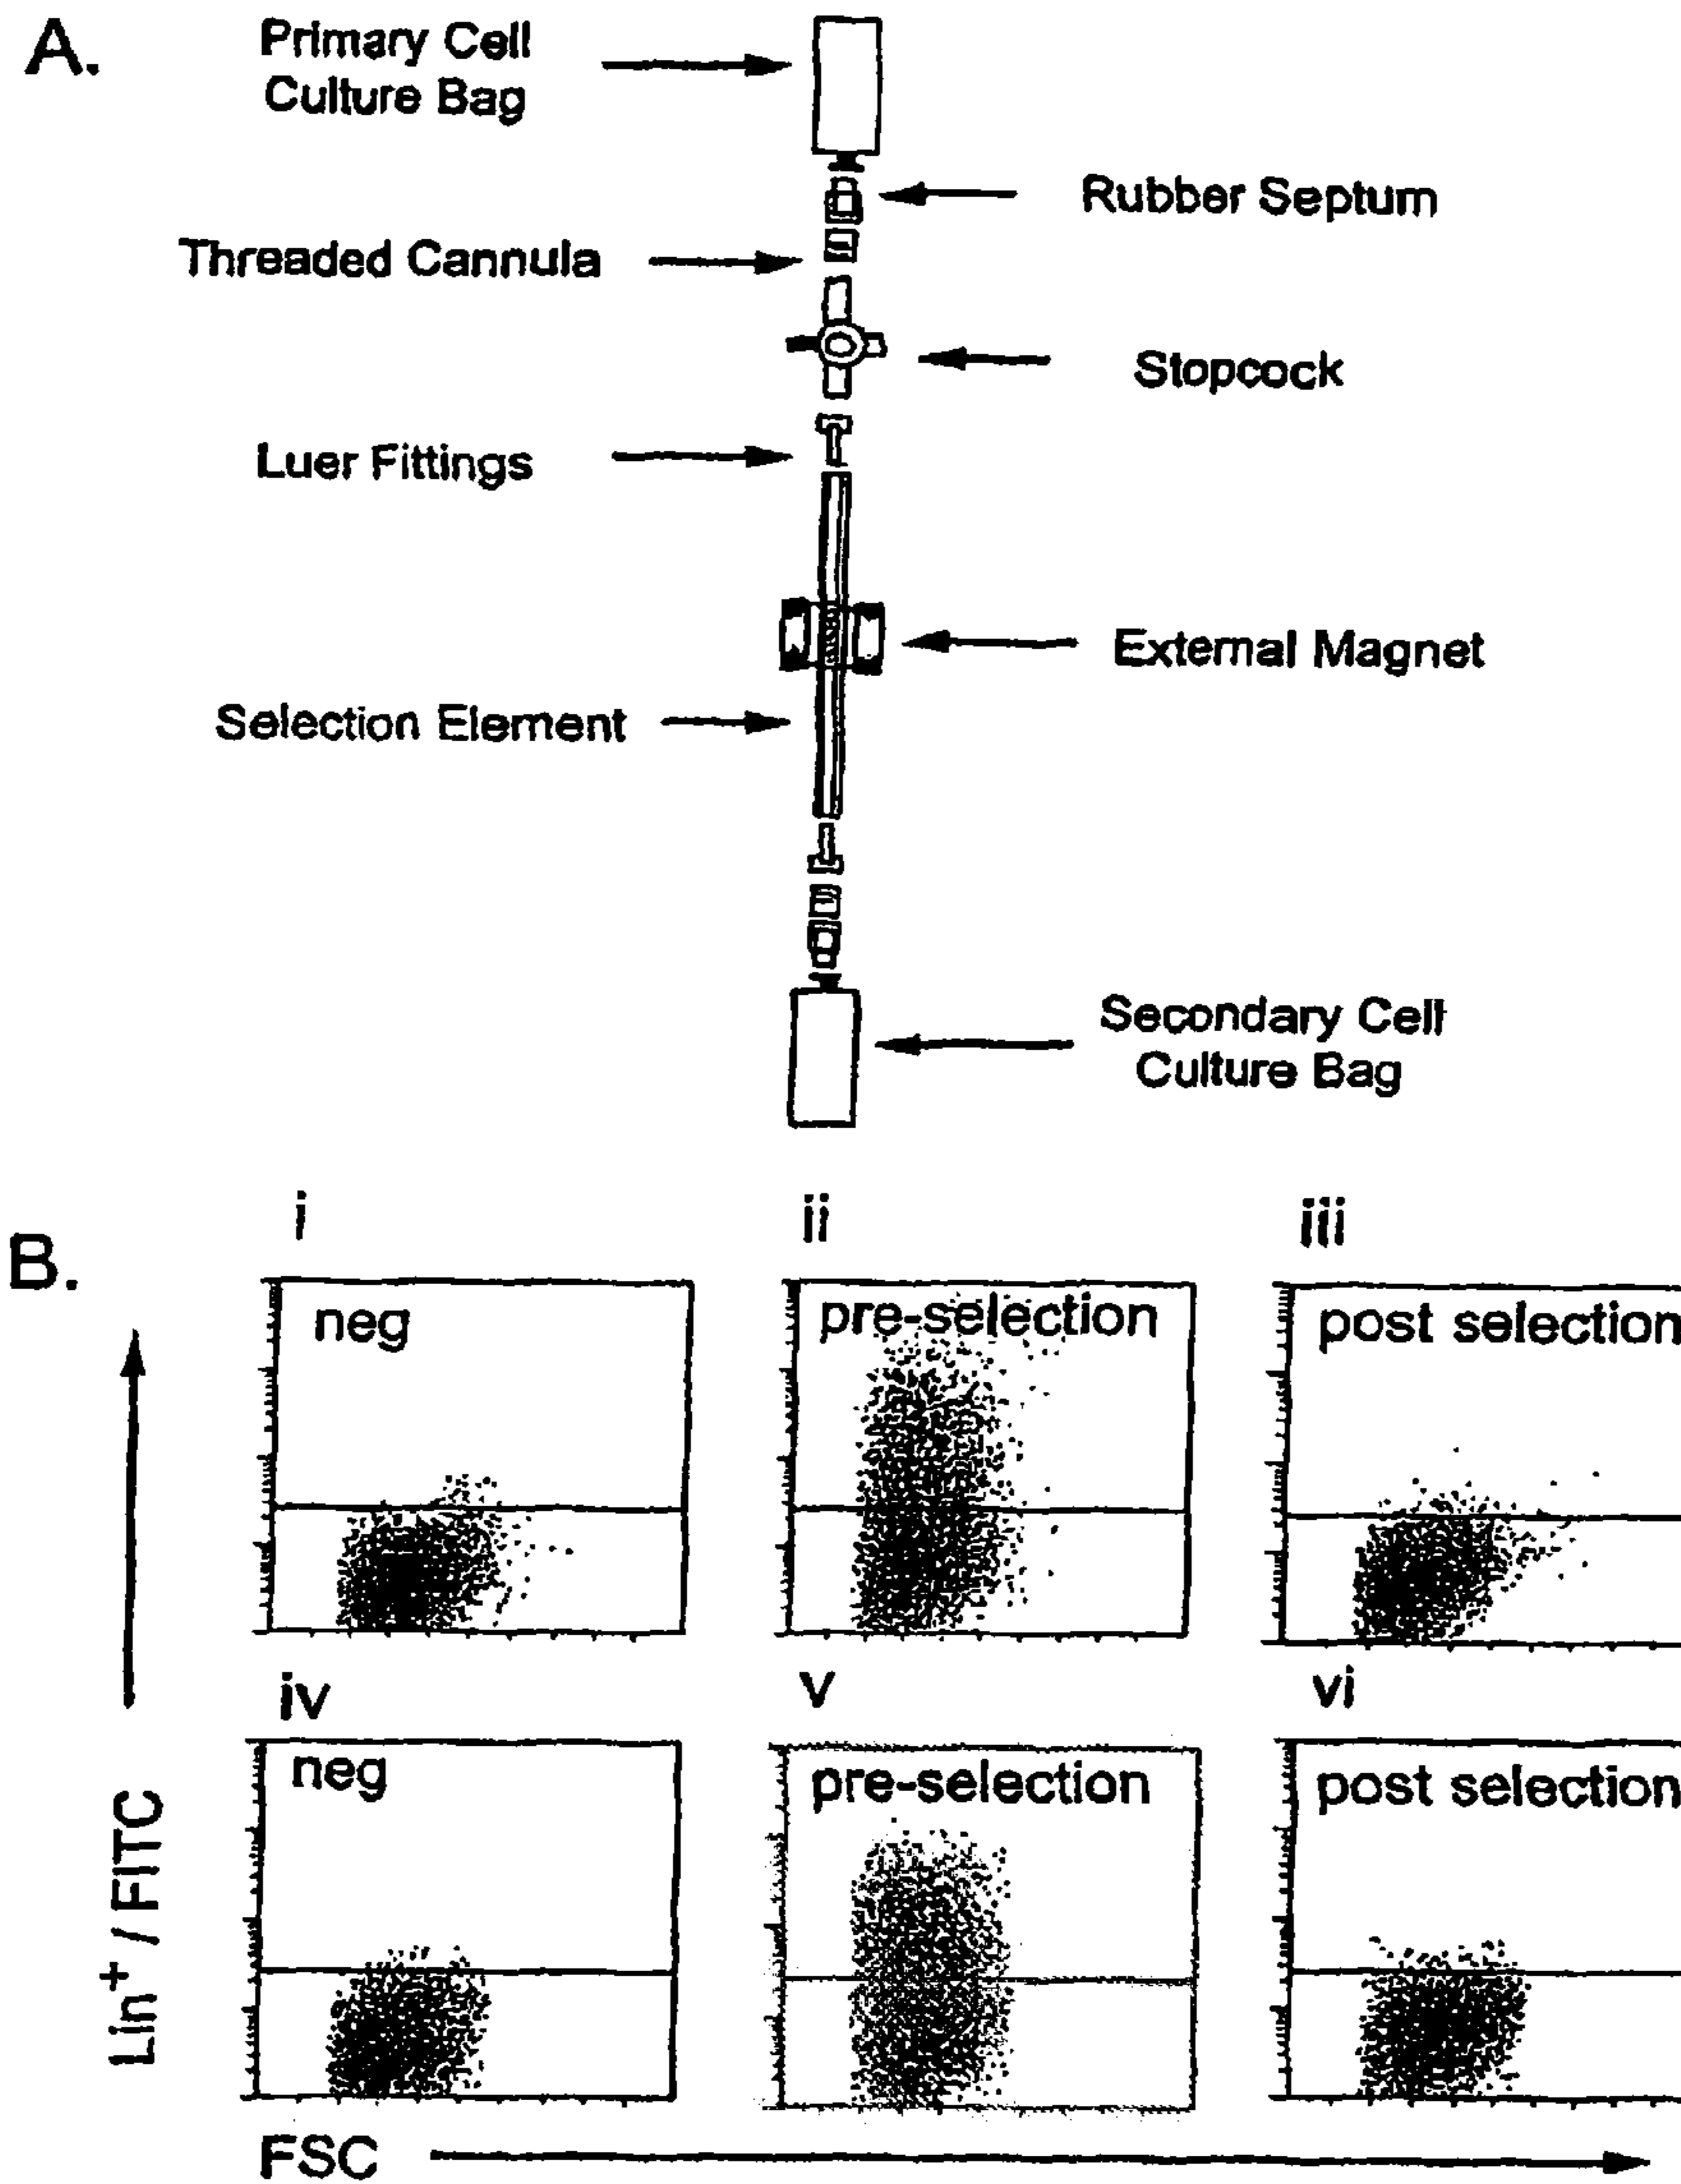 A.
Primary Cell
Culture Bag
Rubber Septum
Threaded Cannula
Stopcock
Luer Fittings
External Magnet
Selection Element
Secondary Cell
Culture Bag
B.
i
ii
iii
neg
pre-selection
post selection
iv
v
vi
neg
pre-selection
post selection
Lin+ / FITC
FSC